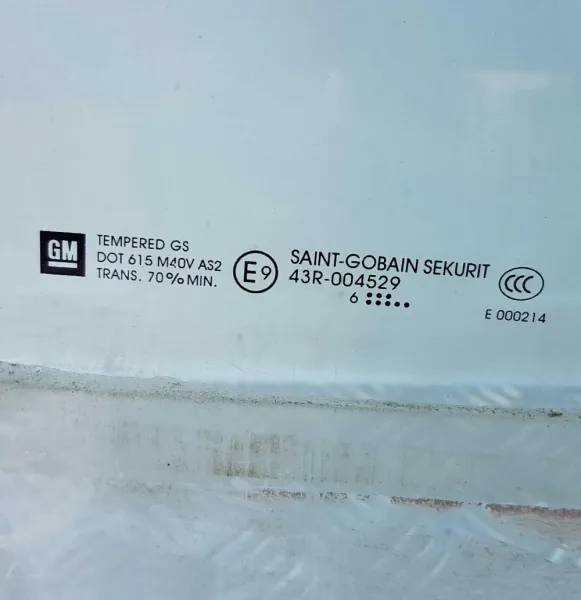 GM
TEMPERED GS
DOT 615 M40V AS2
TRANS. 70% MIN.
E9
SAINT-GOBAIN SEKURIT
43R-004529
6
CCC
E 000214